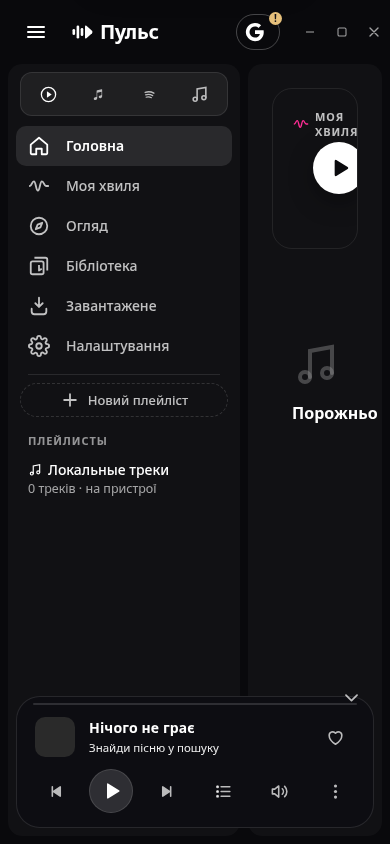 Пульс
!
МОЯ
ХВИЛЯ
Головна
Моя хвиля
Огляд
Бібліотека
Завантажене
Налаштування
Новий плейліст
ПЛЕЙЛИСТЫ
Локальные треки
0 треків · на пристрої
Порожньо
Нічого не грає
Знайди пісню у пошуку